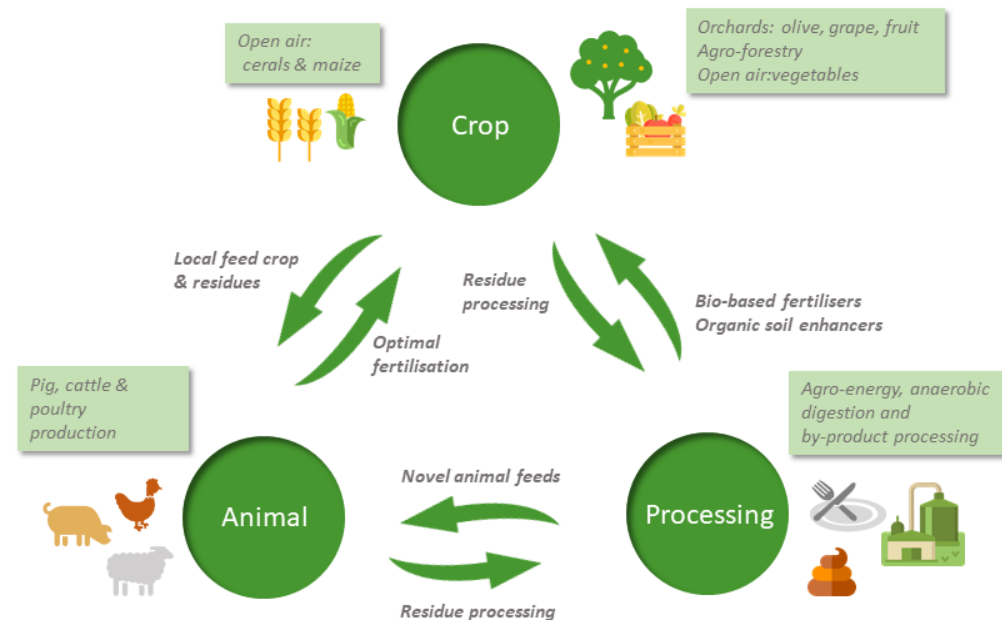 Open air:
cerals & maize
Orchards: olive, grape, fruit
Agro-forestry
Open air:vegetables
Crop
Local feed crop
& residues
Residue
processing
Bio-based fertilisers
Organic soil enhancers
Optimal
fertilisation
Pig, cattle &
poultry
production
Agro-energy, anaerobic
digestion and
by-product processing
Animal
Novel animal feeds
Processing
Residue processing